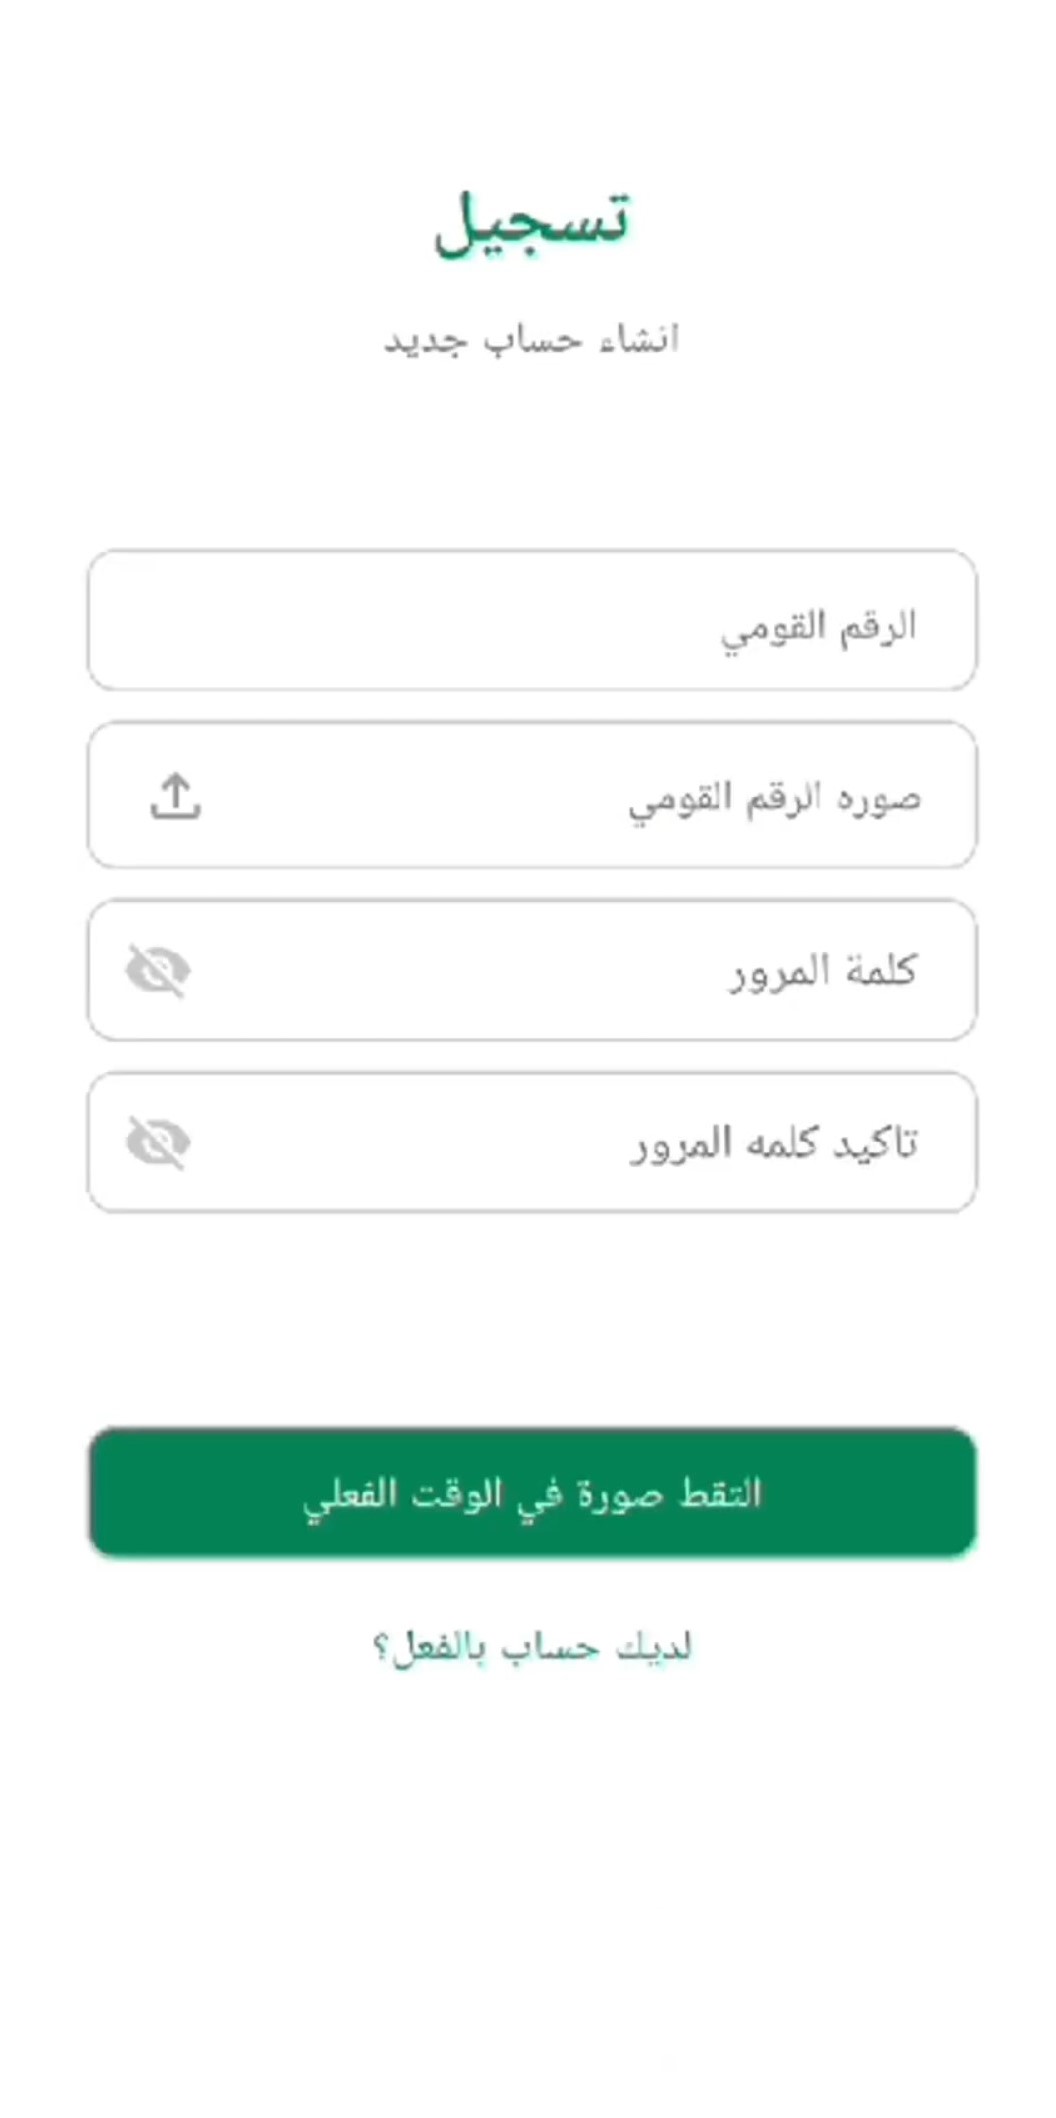 تسجيل
انشاء حساب جديد
الرقم القومي
صوره الرقم القومي
كلمة المرور
تاكيد كلمه المرور
التقط صورة في الوقت الفعلي
لديك حساب بالفعل؟